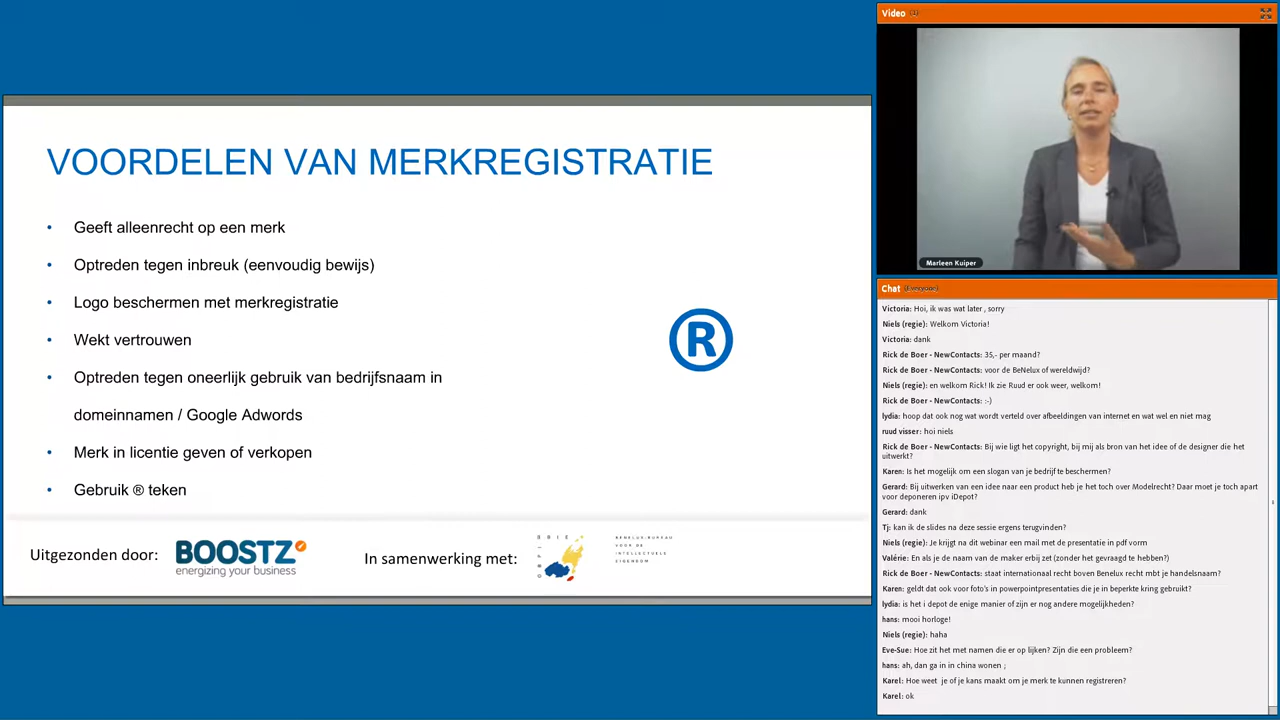 VOORDELEN VAN MERKREGISTRATIE
• Geeft alleenrecht op een merk
• Optreden tegen inbreuk (eenvoudig bewijs)
• Logo beschermen met merkregistratie
• Wekt vertrouwen
• Optreden tegen oneerlijk gebruik van bedrijfsnaam in
domeinnamen / Google Adwords
• Merk in licentie geven of verkopen
• Gebruik ® teken
®
Uitgezonden door:
BOOSTZ
energizing your business
In samenwerking met:
BENELUX-BUREAU
VOOR DE
INTELLECTUELE
EIGENDOM
Video
Marleen Kuiper
Chat (Everyone)
Victoria: Hoi, ik was wat later , sorry
Niels (regie): Welkom Victoria!
Victoria: dank
Rick de Boer - NewContacts: 35,- per maand?
Rick de Boer - NewContacts: voor de BeNelux of wereldwijd?
Niels (regie): en welkom Rick! Ik zie Ruud er ook weer, welkom!
Rick de Boer - NewContacts: :-)
lydia: hoop dat ook nog wat wordt verteld over afbeeldingen van internet en wat wel en niet mag
ruud visser: hoi niels
Rick de Boer - NewContacts: Bij wie ligt het copyright, bij mij als bron van het idee of de designer die het
uitwerkt?
Karen: Is het mogelijk om een slogan van je bedrijf te beschermen?
Gerard: Bij uitwerken van een idee naar een product heb je het toch over Modelrecht? Daar moet je toch apart
voor deponeren ipv iDepot?
Gerard: dank
Tj: kan ik de slides na deze sessie ergens terugvinden?
Niels (regie): Je krijgt na dit webinar een mail met de presentatie in pdf vorm
Valérie: En als je de naam van de maker erbij zet (zonder het gevraagd te hebben?)
Rick de Boer - NewContacts: staat internationaal recht boven Benelux recht mbt je handelsnaam?
Karen: geldt dat ook voor foto's in powerpointpresentaties die je in beperkte kring gebruikt?
lydia: is het i depot de enige manier of zijn er nog andere mogelijkheden?
hans: mooi horloge!
Niels (regie): haha
Eve-Sue: Hoe zit het met namen die er op lijken? Zijn die een probleem?
hans: ah, dan ga in in china wonen ;
Karel: Hoe weet je of je kans maakt om je merk te kunnen registreren?
Karel: ok